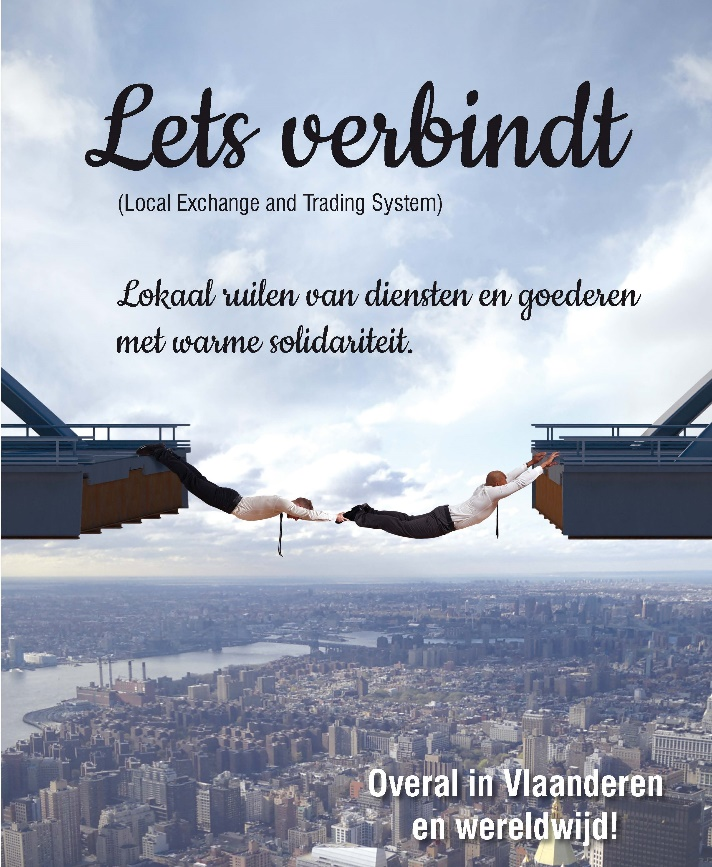 Lets verbindt
(Local Exchange and Trading System)
Lokaal ruilen van diensten en goederen
met warme solidariteit.
Overal in Vlaanderen
en wereldwijd!